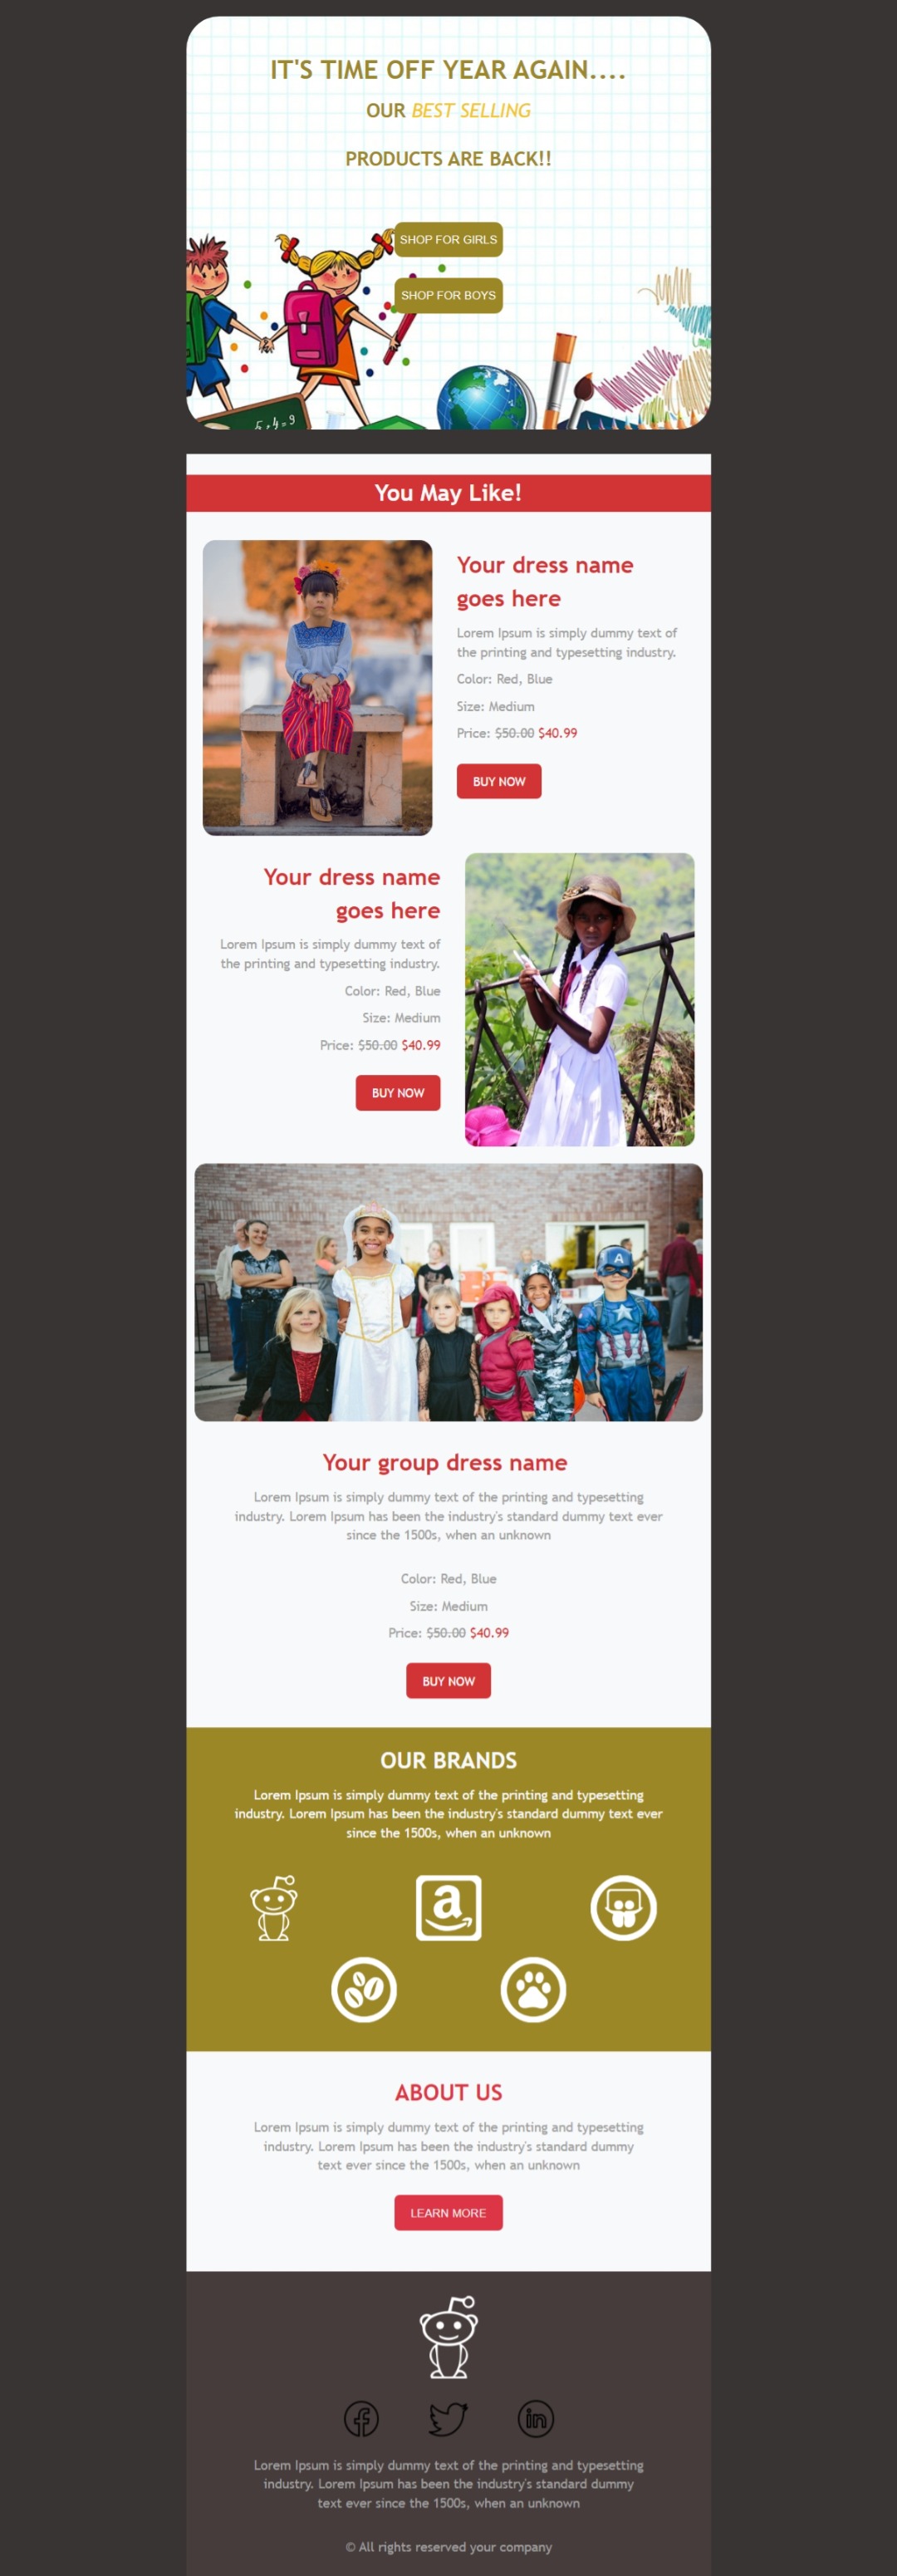 IT'S TIME OFF YEAR AGAIN....
OUR BEST SELLING
PRODUCTS ARE BACK!!
SHOP FOR GIRLS
SHOP FOR BOYS
5+4=9
You May Like!
Your dress name
goes here
Lorem Ipsum is simply dummy text of
the printing and typesetting industry.
Color: Red, Blue
Size: Medium
Price: $50.00 $40.99
BUY NOW
Your dress name
goes here
Lorem Ipsum is simply dummy text of
the printing and typesetting industry.
Color: Red, Blue
Size: Medium
Price: $50.00 $40.99
BUY NOW
A
Your group dress name
Lorem Ipsum is simply dummy text of the printing and typesetting
industry. Lorem Ipsum has been the industry's standard dummy text ever
since the 1500s, when an unknown
Color: Red, Blue
Size: Medium
Price: $50.00 $40.99
BUY NOW
OUR BRANDS
Lorem Ipsum is simply dummy text of the printing and typesetting
industry. Lorem Ipsum has been the industry's standard dummy text ever
since the 1500s, when an unknown
a
ABOUT US
Lorem Ipsum is simply dummy text of the printing and typesetting
industry. Lorem Ipsum has been the industry's standard dummy
text ever since the 1500s, when an unknown
LEARN MORE
f in
Lorem Ipsum is simply dummy text of the printing and typesetting
industry. Lorem Ipsum has been the industry's standard dummy
text ever since the 1500s, when an unknown
© All rights reserved your company